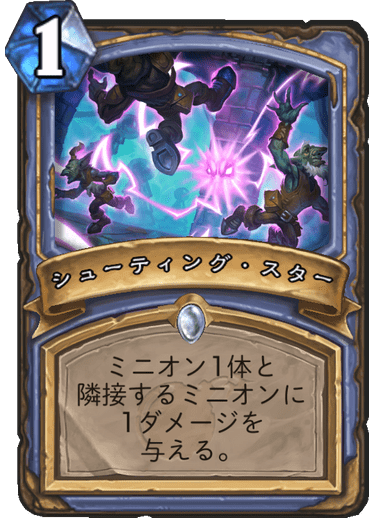 1
シューティング・スター
ミニオン1体と
隣接するミニオンに
1ダメージを
与える。